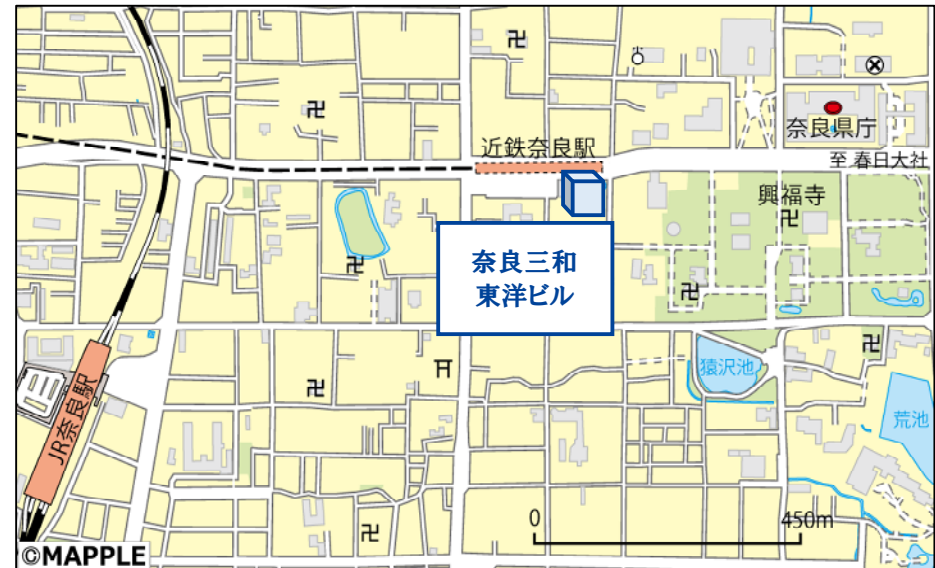 奈良県庁
近鉄奈良駅
至 春日大社
興福寺
奈良三和
東洋ビル
猿沢池
JR奈良駅
荒池
0
450m
©MAPPLE